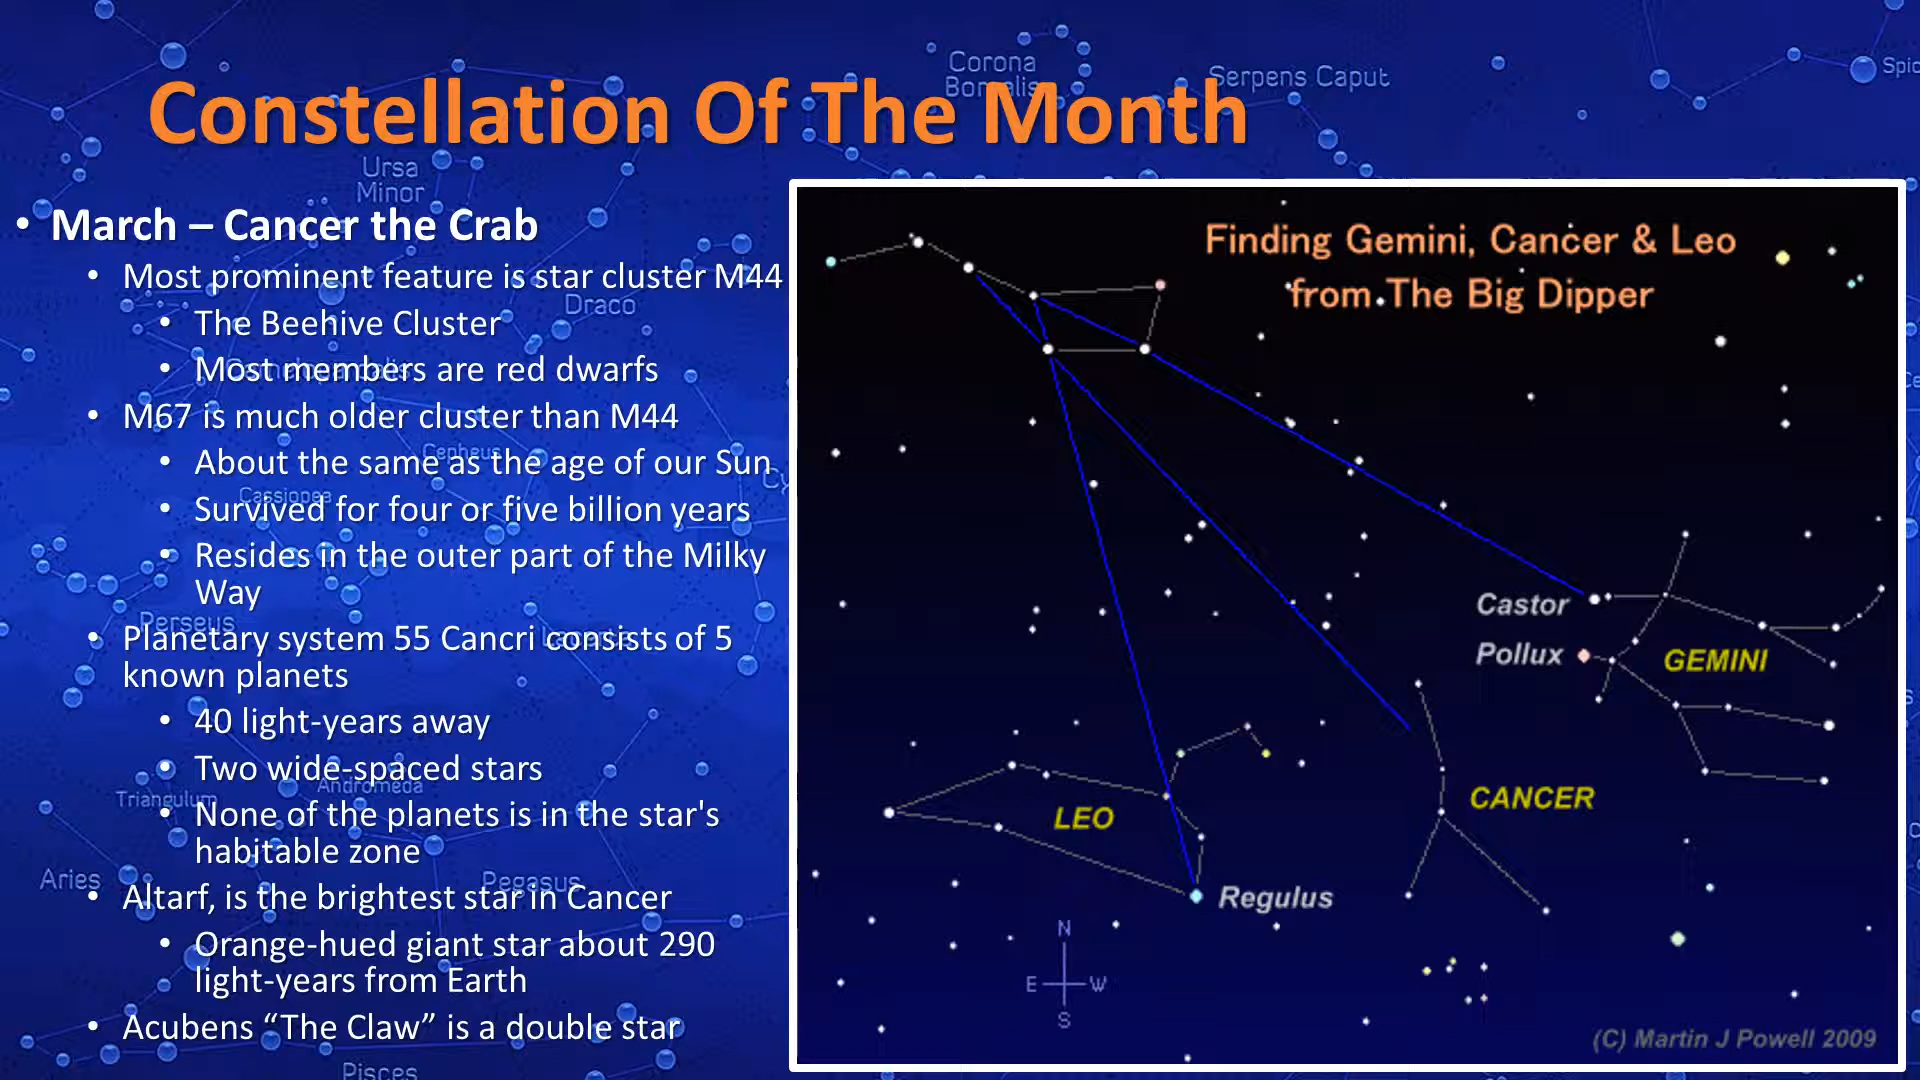 Constellation Of The Month
• March – Cancer the Crab
• Most prominent feature is star cluster M44
• The Beehive Cluster
• Most members are red dwarfs
• M67 is much older cluster than M44
• About the same as the age of our Sun
• Survived for four or five billion years
• Resides in the outer part of the Milky
Way
• Planetary system 55 Cancri consists of 5
known planets
• 40 light-years away
• Two wide-spaced stars
• None of the planets is in the star's
habitable zone
• Altarf, is the brightest star in Cancer
• Orange-hued giant star about 290
light-years from Earth
• Acubens “The Claw” is a double star
Finding Gemini, Cancer & Leo
from The Big Dipper
Castor
Pollux
GEMINI
CANCER
LEO
Regulus
N
E W
S
(C) Martin J Powell 2009
Corona
Borealis
Serpens Caput
Ursa
Minor
Draco
Cepheus
Cassiopea
Perseus
Triangulum
Andromeda
Aries
Pegasus
Pisces